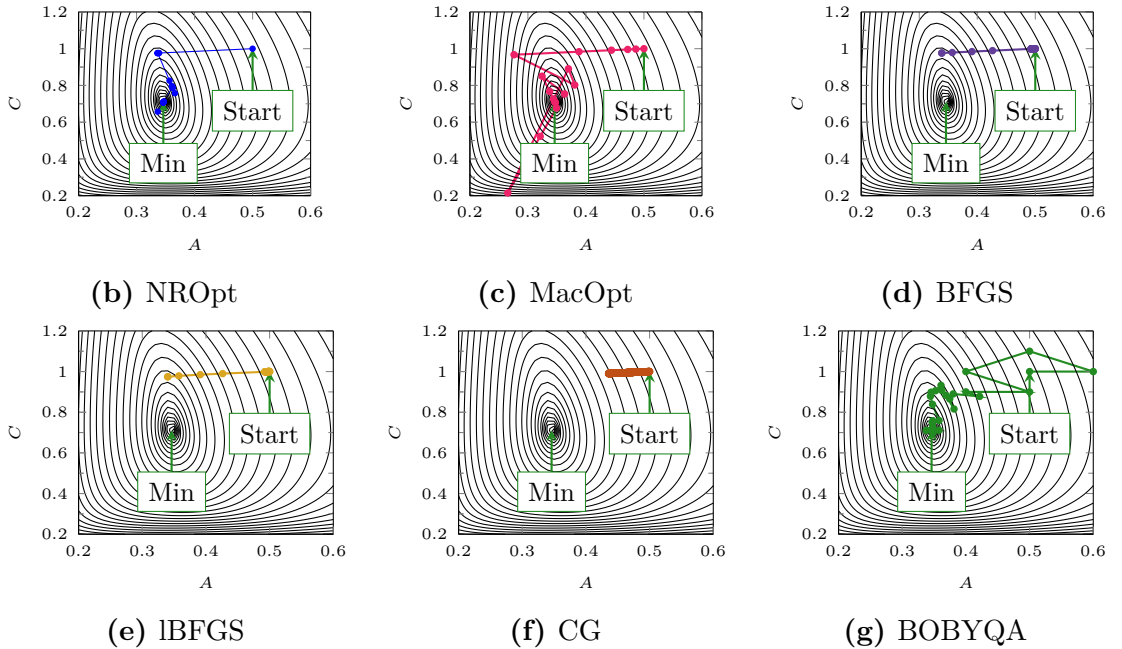 1.2 1.2 1.2
1 1 1
0.8 0.8 0.8
C C C
Start Start Start
0.6 0.6 0.6
0.4 Min 0.4 Min 0.4 Min
0.2 0.2 0.2
0.2 0.3 0.4 0.5 0.6 0.2 0.3 0.4 0.5 0.6 0.2 0.3 0.4 0.5 0.6
A A A
(b) NROpt (c) MacOpt (d) BFGS
1.2 1.2 1.2
1 1 1
0.8 0.8 0.8
C C C
Start Start Start
0.6 0.6 0.6
0.4 Min 0.4 Min 0.4 Min
0.2 0.2 0.2
0.2 0.3 0.4 0.5 0.6 0.2 0.3 0.4 0.5 0.6 0.2 0.3 0.4 0.5 0.6
A A A
(e) lBFGS (f) CG (g) BOBYQA